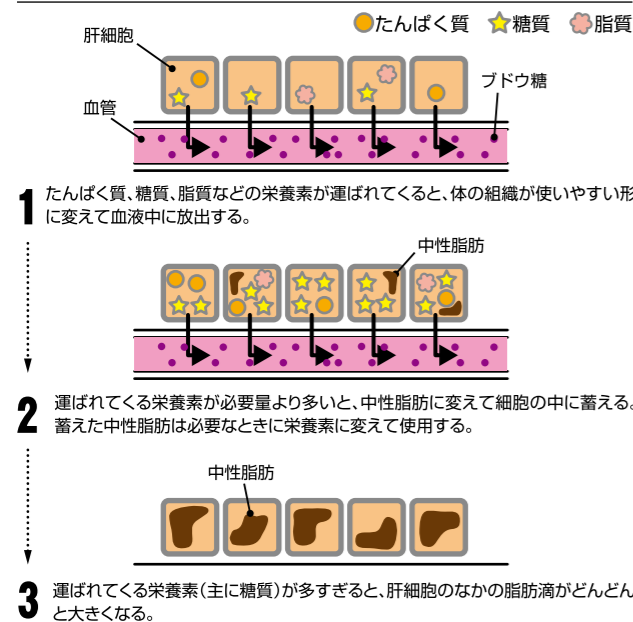 たんぱく質 糖質 脂質
肝細胞
ブドウ糖
血管
1 たんぱく質、糖質、脂質などの栄養素が運ばれてくると、体の組織が使いやすい形
に変えて血液中に放出する。
中性脂肪
2 運ばれてくる栄養素が必要量より多いと、中性脂肪に変えて細胞の中に蓄える。
蓄えた中性脂肪は必要なときに栄養素に変えて使用する。
中性脂肪
3 運ばれてくる栄養素(主に糖質)が多すぎると、肝細胞のなかの脂肪滴がどんどん
と大きくなる。